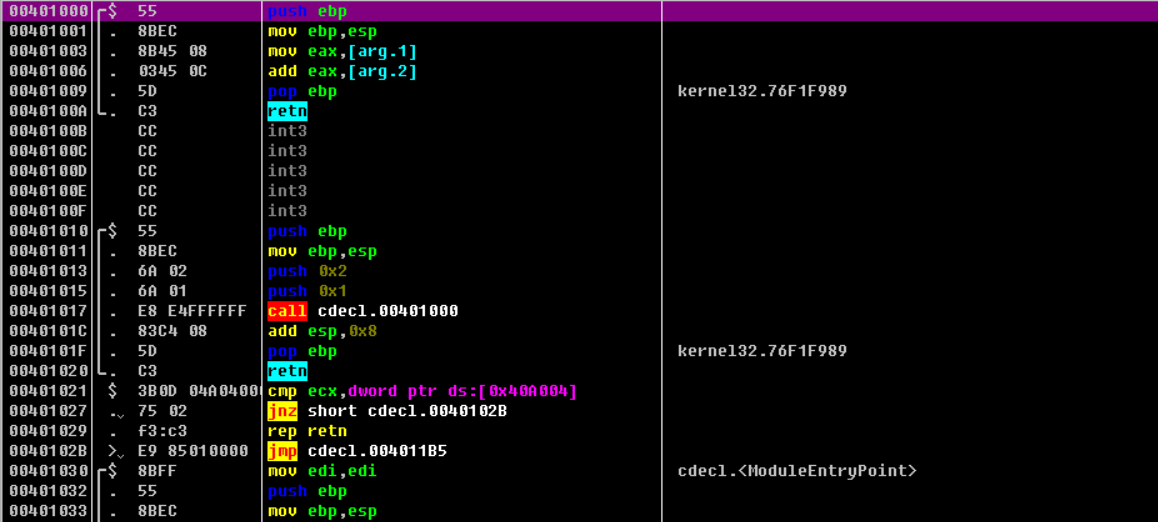 00401000 $ 55 push ebp
00401001 . 8BEC mov ebp,esp
00401003 . 8B45 08 mov eax,[arg.1]
00401006 . 0345 0C add eax,[arg.2]
00401009 . 5D pop ebp kernel32.76F1F989
0040100A . C3 retn
0040100B CC int3
0040100C CC int3
0040100D CC int3
0040100E CC int3
0040100F CC int3
00401010 $ 55 push ebp
00401011 . 8BEC mov ebp,esp
00401013 . 6A 02 push 0x2
00401015 . 6A 01 push 0x1
00401017 . E8 E4FFFFFF call cdecl.00401000
0040101C . 83C4 08 add esp,0x8
0040101F . 5D pop ebp kernel32.76F1F989
00401020 . C3 retn
00401021 $ 3B0D 04A0400 cmp ecx,dword ptr ds:[0x40A004]
00401027 . 75 02 jnz short cdecl.0040102B
00401029 . f3:c3 rep retn
0040102B > E9 85010000 jmp cdecl.004011B5
00401030 $ 8BFF mov edi,edi cdecl.<ModuleEntryPoint>
00401032 . 55 push ebp
00401033 . 8BEC mov ebp,esp